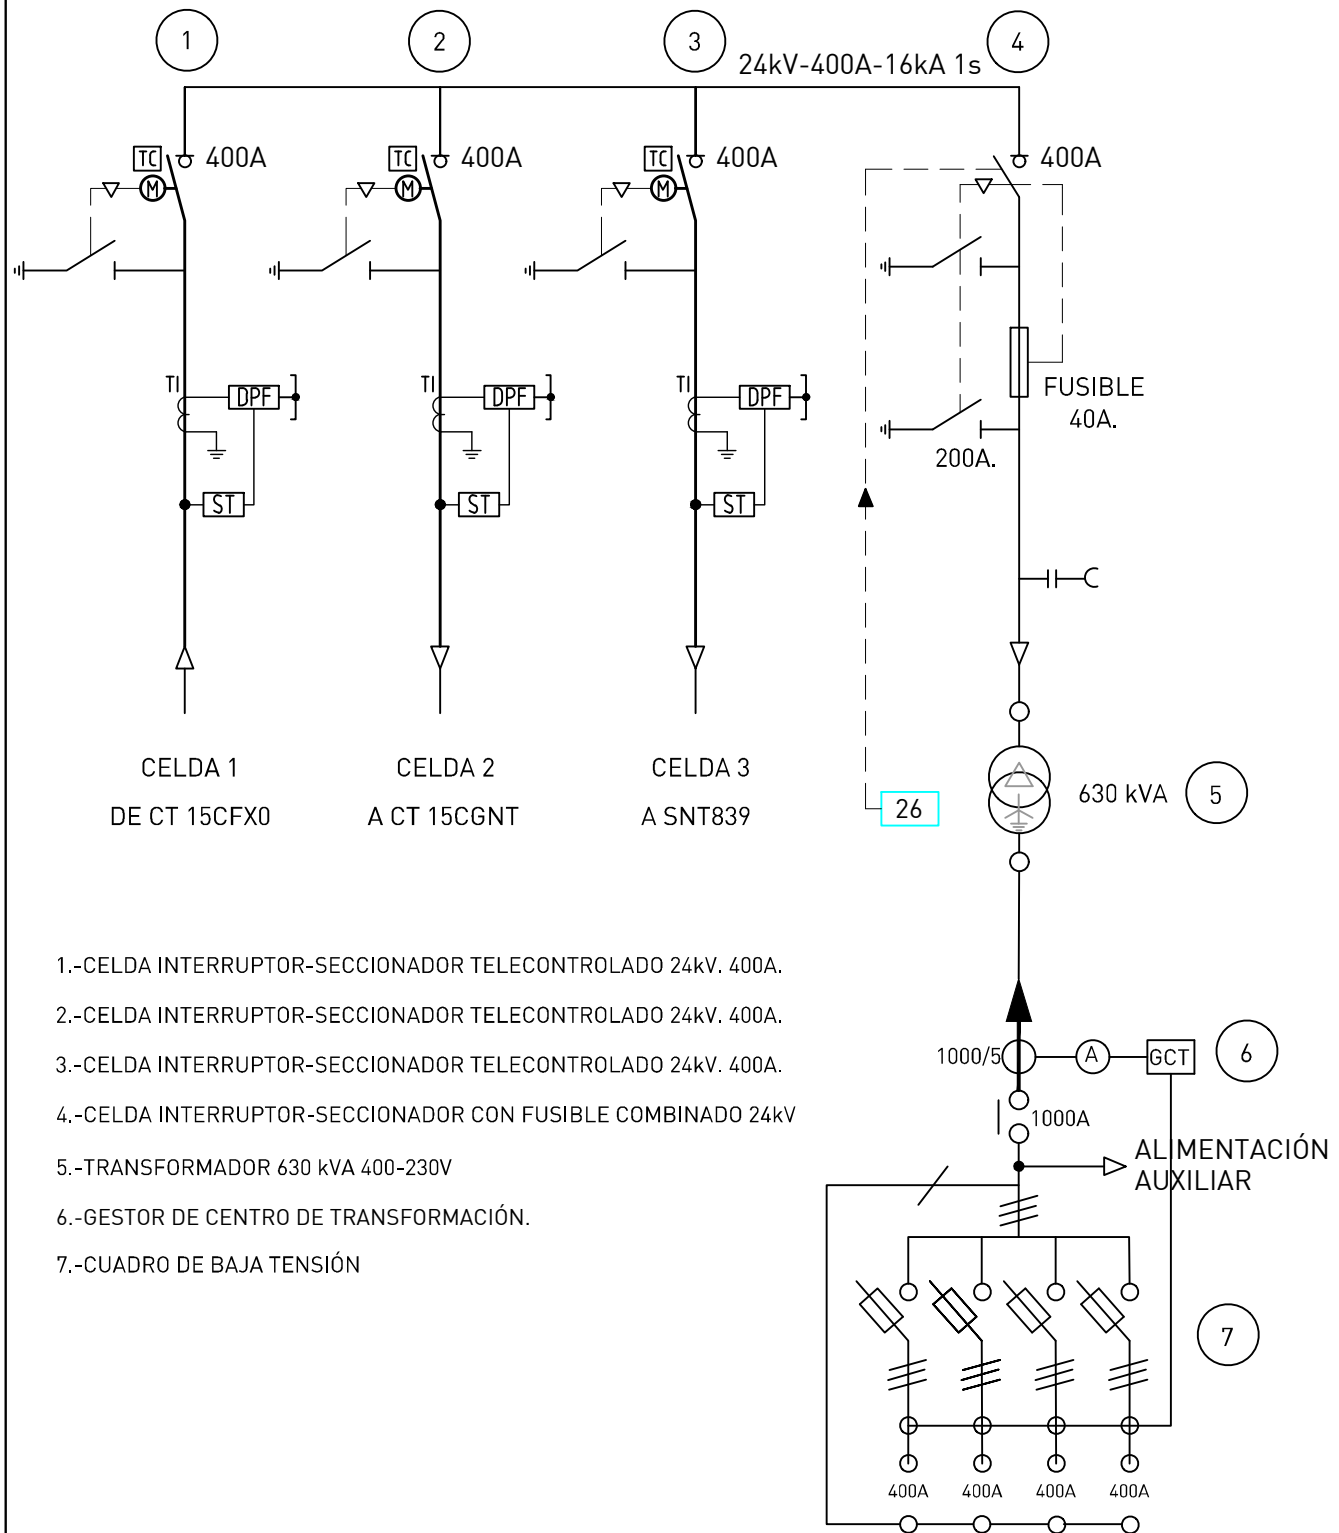 1
2
3
4
24kV-400A-16kA 1s
TC
400A
TC
400A
TC
400A
400A
M
M
M
TI
DPF
TI
DPF
TI
DPF
FUSIBLE
40A.
200A.
ST
ST
ST
CELDA 1
DE CT 15CFX0
CELDA 2
A CT 15CGNT
CELDA 3
A SNT839
26
630 kVA
5
1.-CELDA INTERRUPTOR-SECCIONADOR TELECONTROLADO 24kV. 400A.
2.-CELDA INTERRUPTOR-SECCIONADOR TELECONTROLADO 24kV. 400A.
3.-CELDA INTERRUPTOR-SECCIONADOR TELECONTROLADO 24kV. 400A.
4.-CELDA INTERRUPTOR-SECCIONADOR CON FUSIBLE COMBINADO 24kV
5.-TRANSFORMADOR 630 kVA 400-230V
6.-GESTOR DE CENTRO DE TRANSFORMACIÓN.
7.-CUADRO DE BAJA TENSIÓN
1000/5
A
GCT
6
1000A
ALIMENTACIÓN
AUXILIAR
7
400A
400A
400A
400A